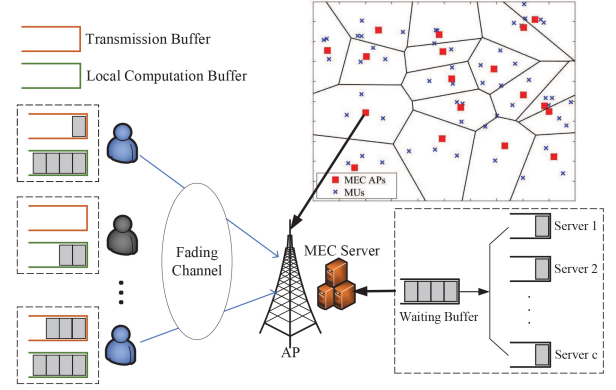 Transmission Buffer
Local Computation Buffer
MEC APs
MUs
Fading
Channel
MEC Server
AP
Waiting Buffer
Server 1
Server 2
Server c